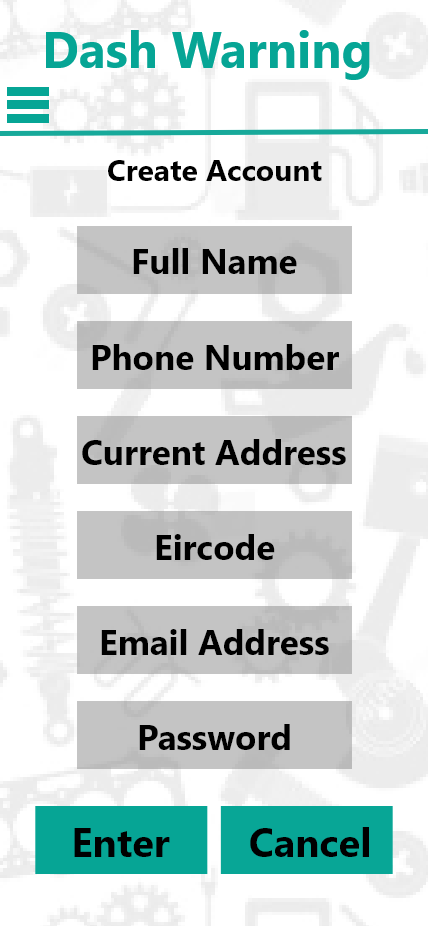 Dash Warning
Create Account
Full Name
Phone Number
Current Address
Eircode
Email Address
Password
Enter Cancel